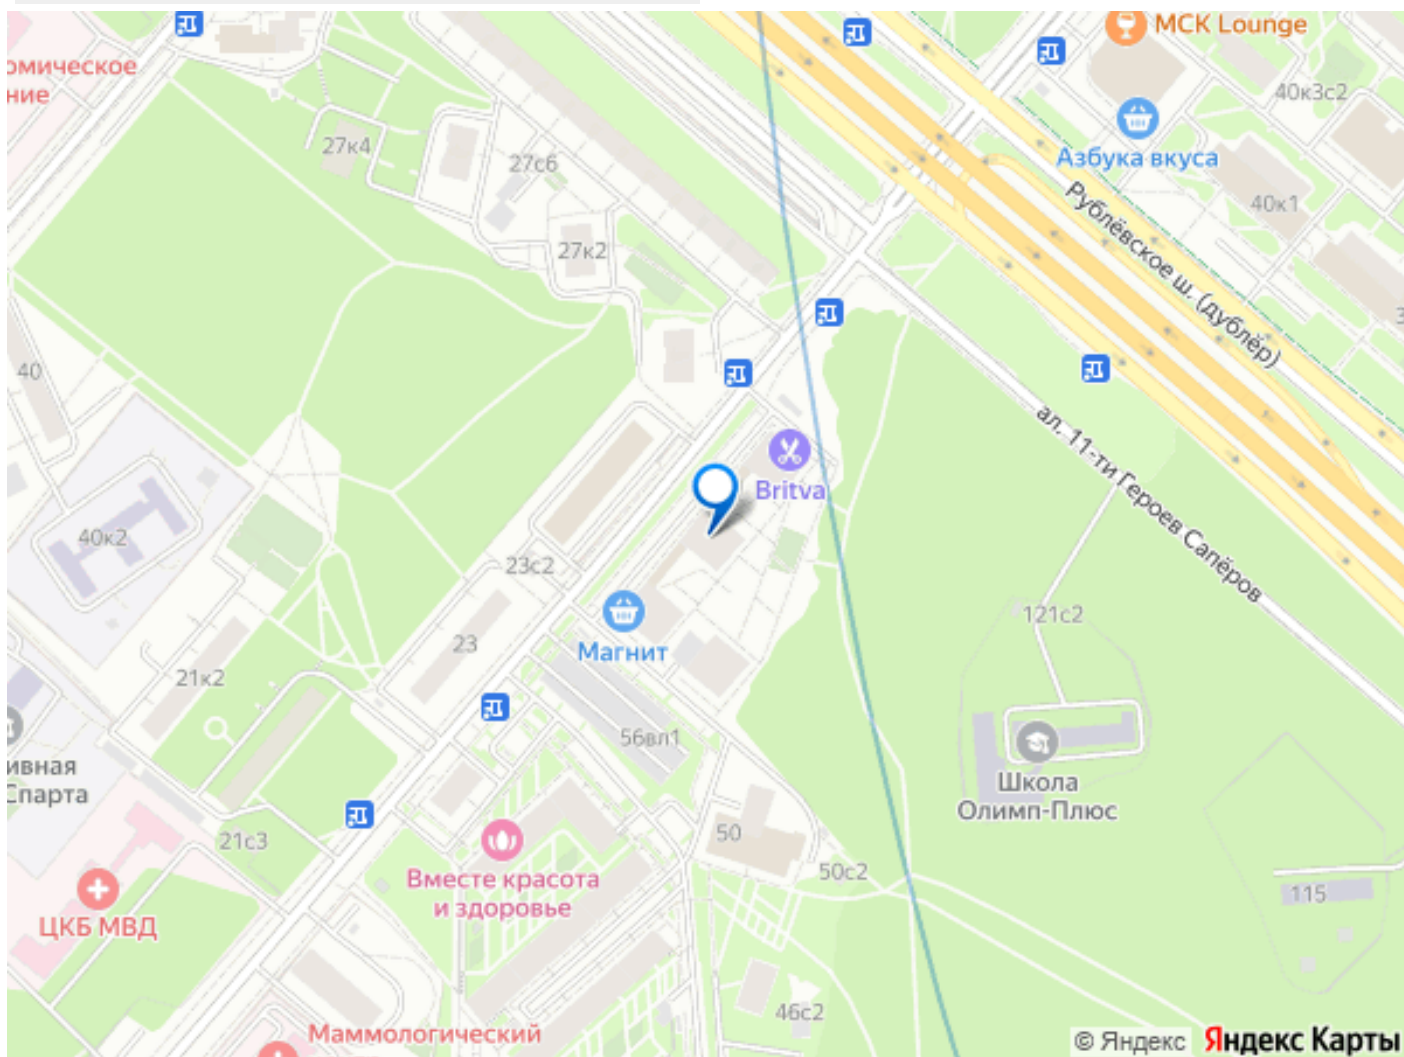 MCK Lounge
омическое
ние
40к3с2
27к4
27с6
Азбука вкуса
40к1
27к2
Рублёвское ш. (дублёр)
40
ал. 11-ти Героев Сапёров
Britva
40к2
23с2
121с2
23
Магнит
21к2
56вл1
ивная
Спарта
Школа
Олимп-Плюс
21с3
50
50с2
Вместе красота
и здоровье
115
ЦКБ МВД
46с2
Маммологический
© Яндекс Яндекс Карты